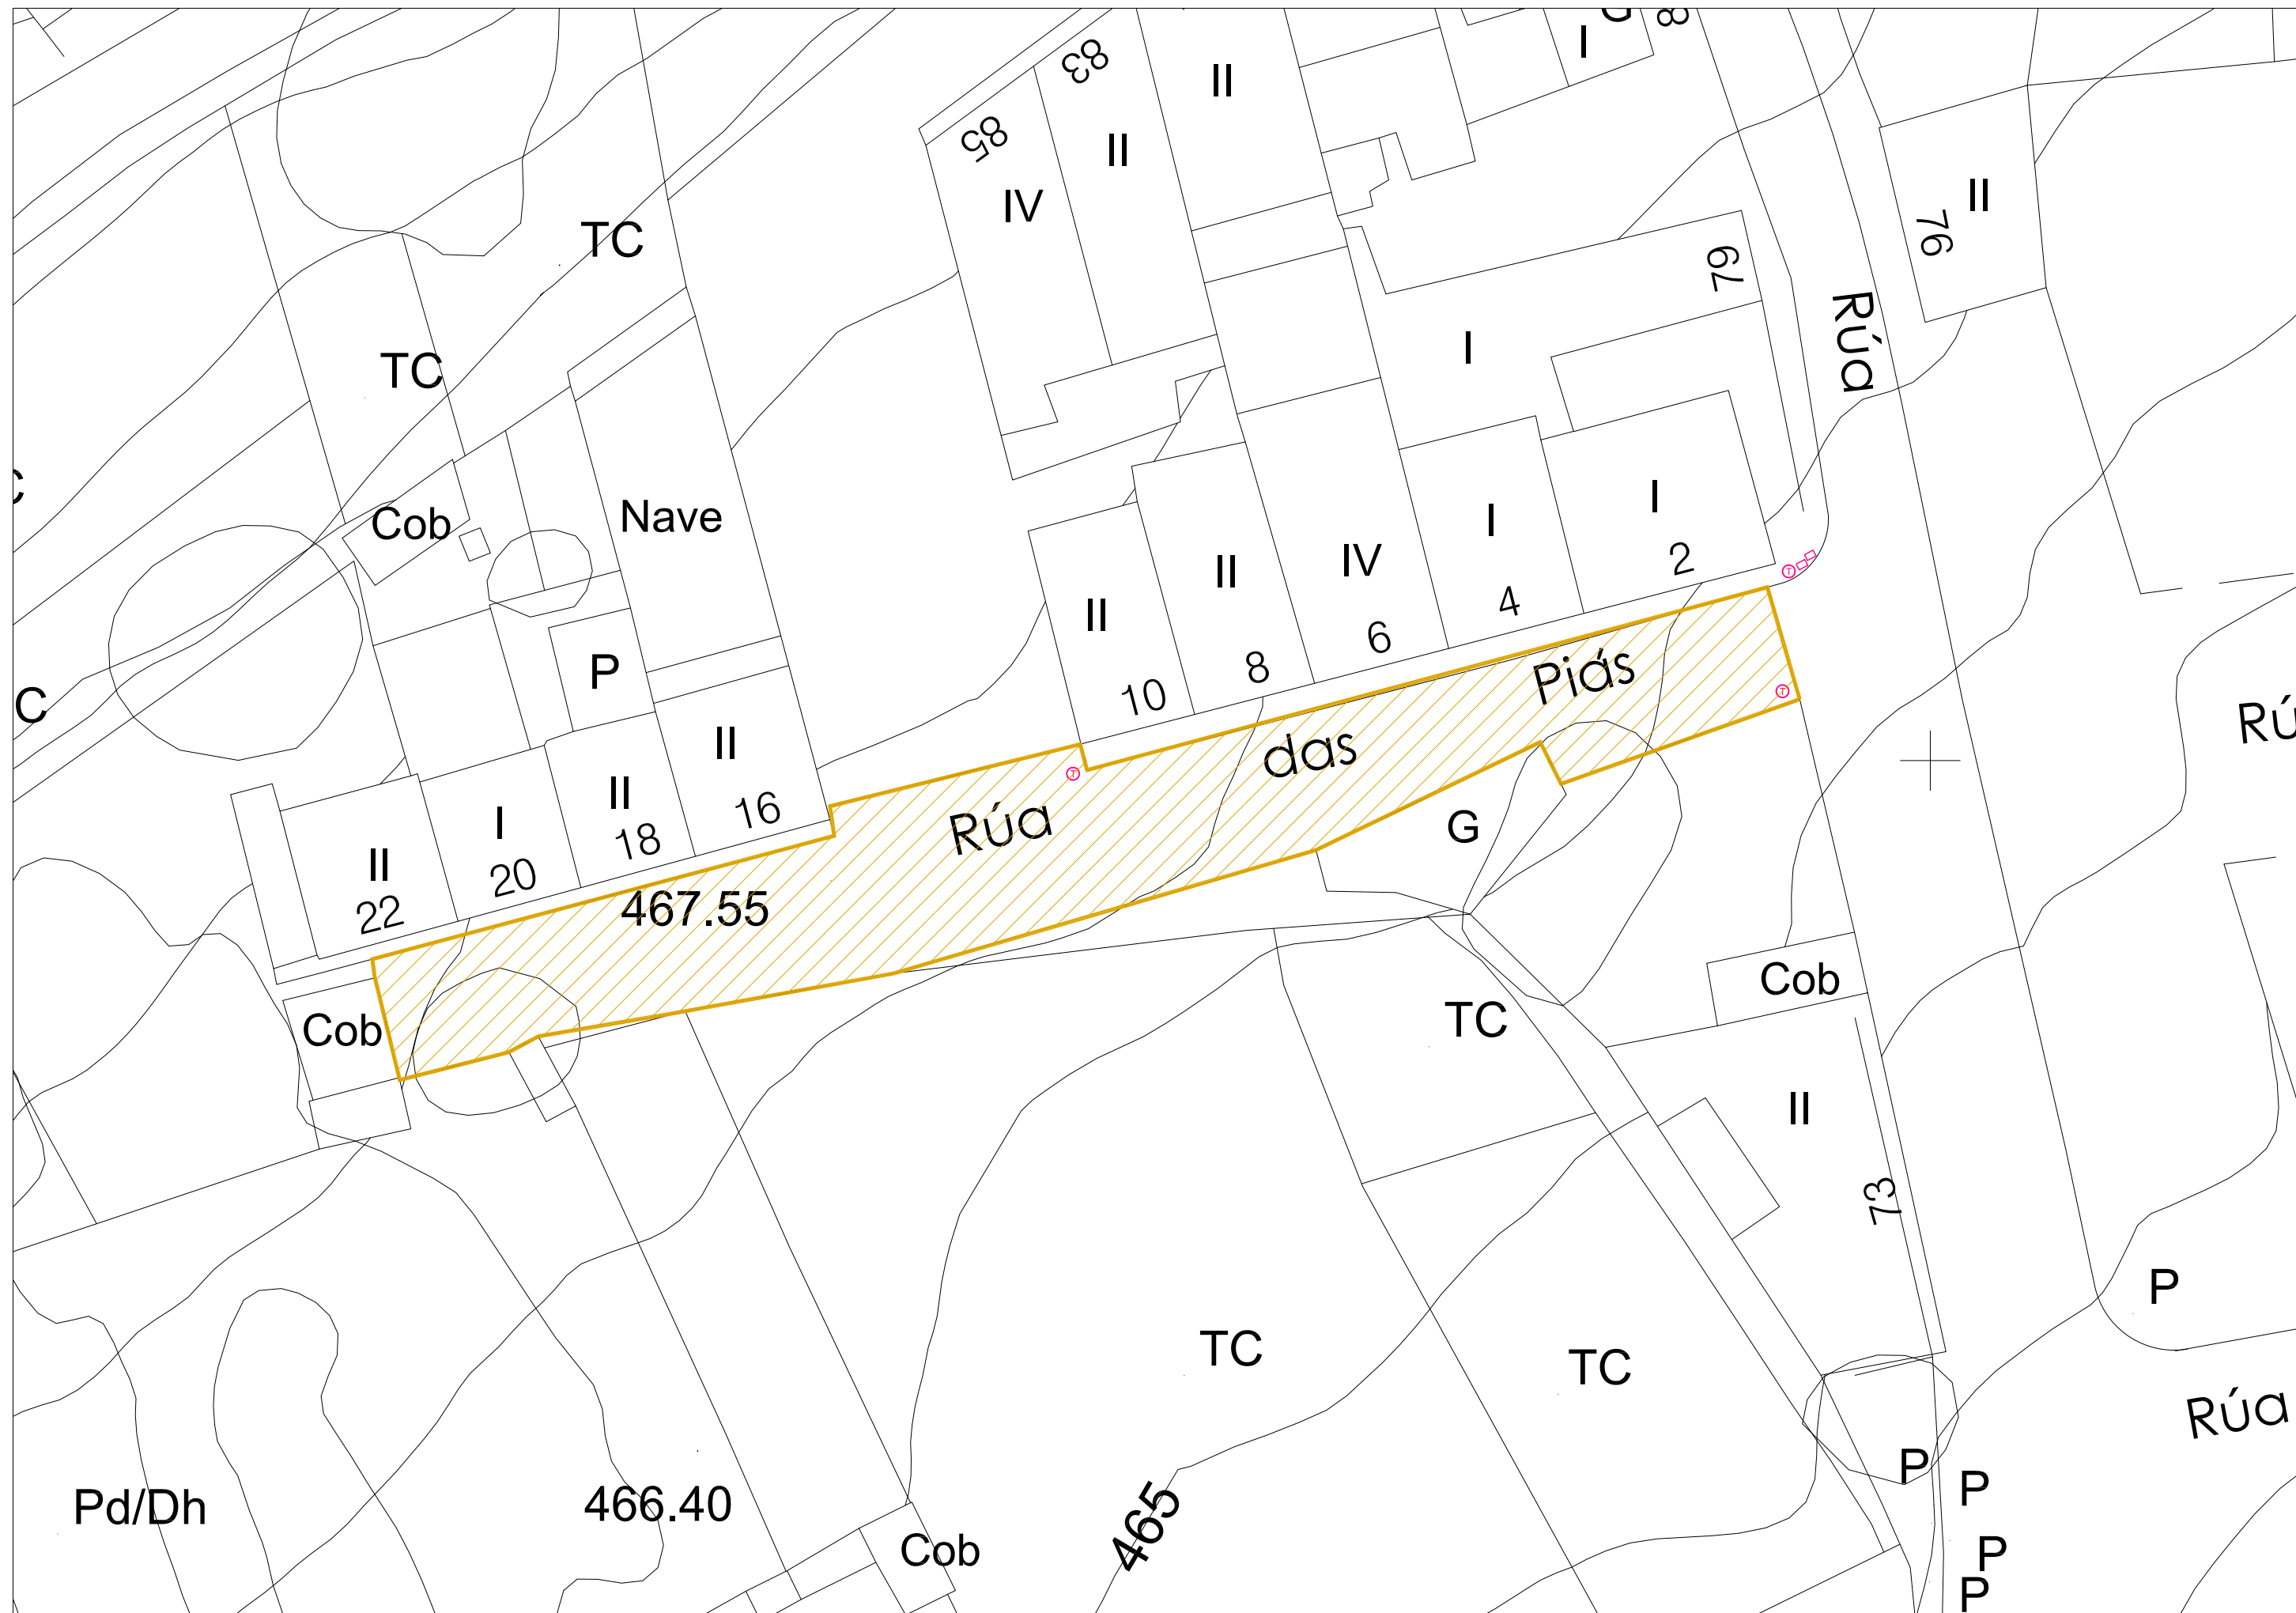 G
8
I
83
II
II
85
IV
II
76
TC
79
Rúa
I
TC
Nave
Cob
I
I
2
IV
II
4
II
6
8
10
P
Piás
das
Rúa
C
II
16
II
18
I
20
II
22
467.55
G
Cob
Cob
TC
II
73
P
TC
TC
Rúa
P
P
P
P
Pd/Dh
466.40
465
Cob